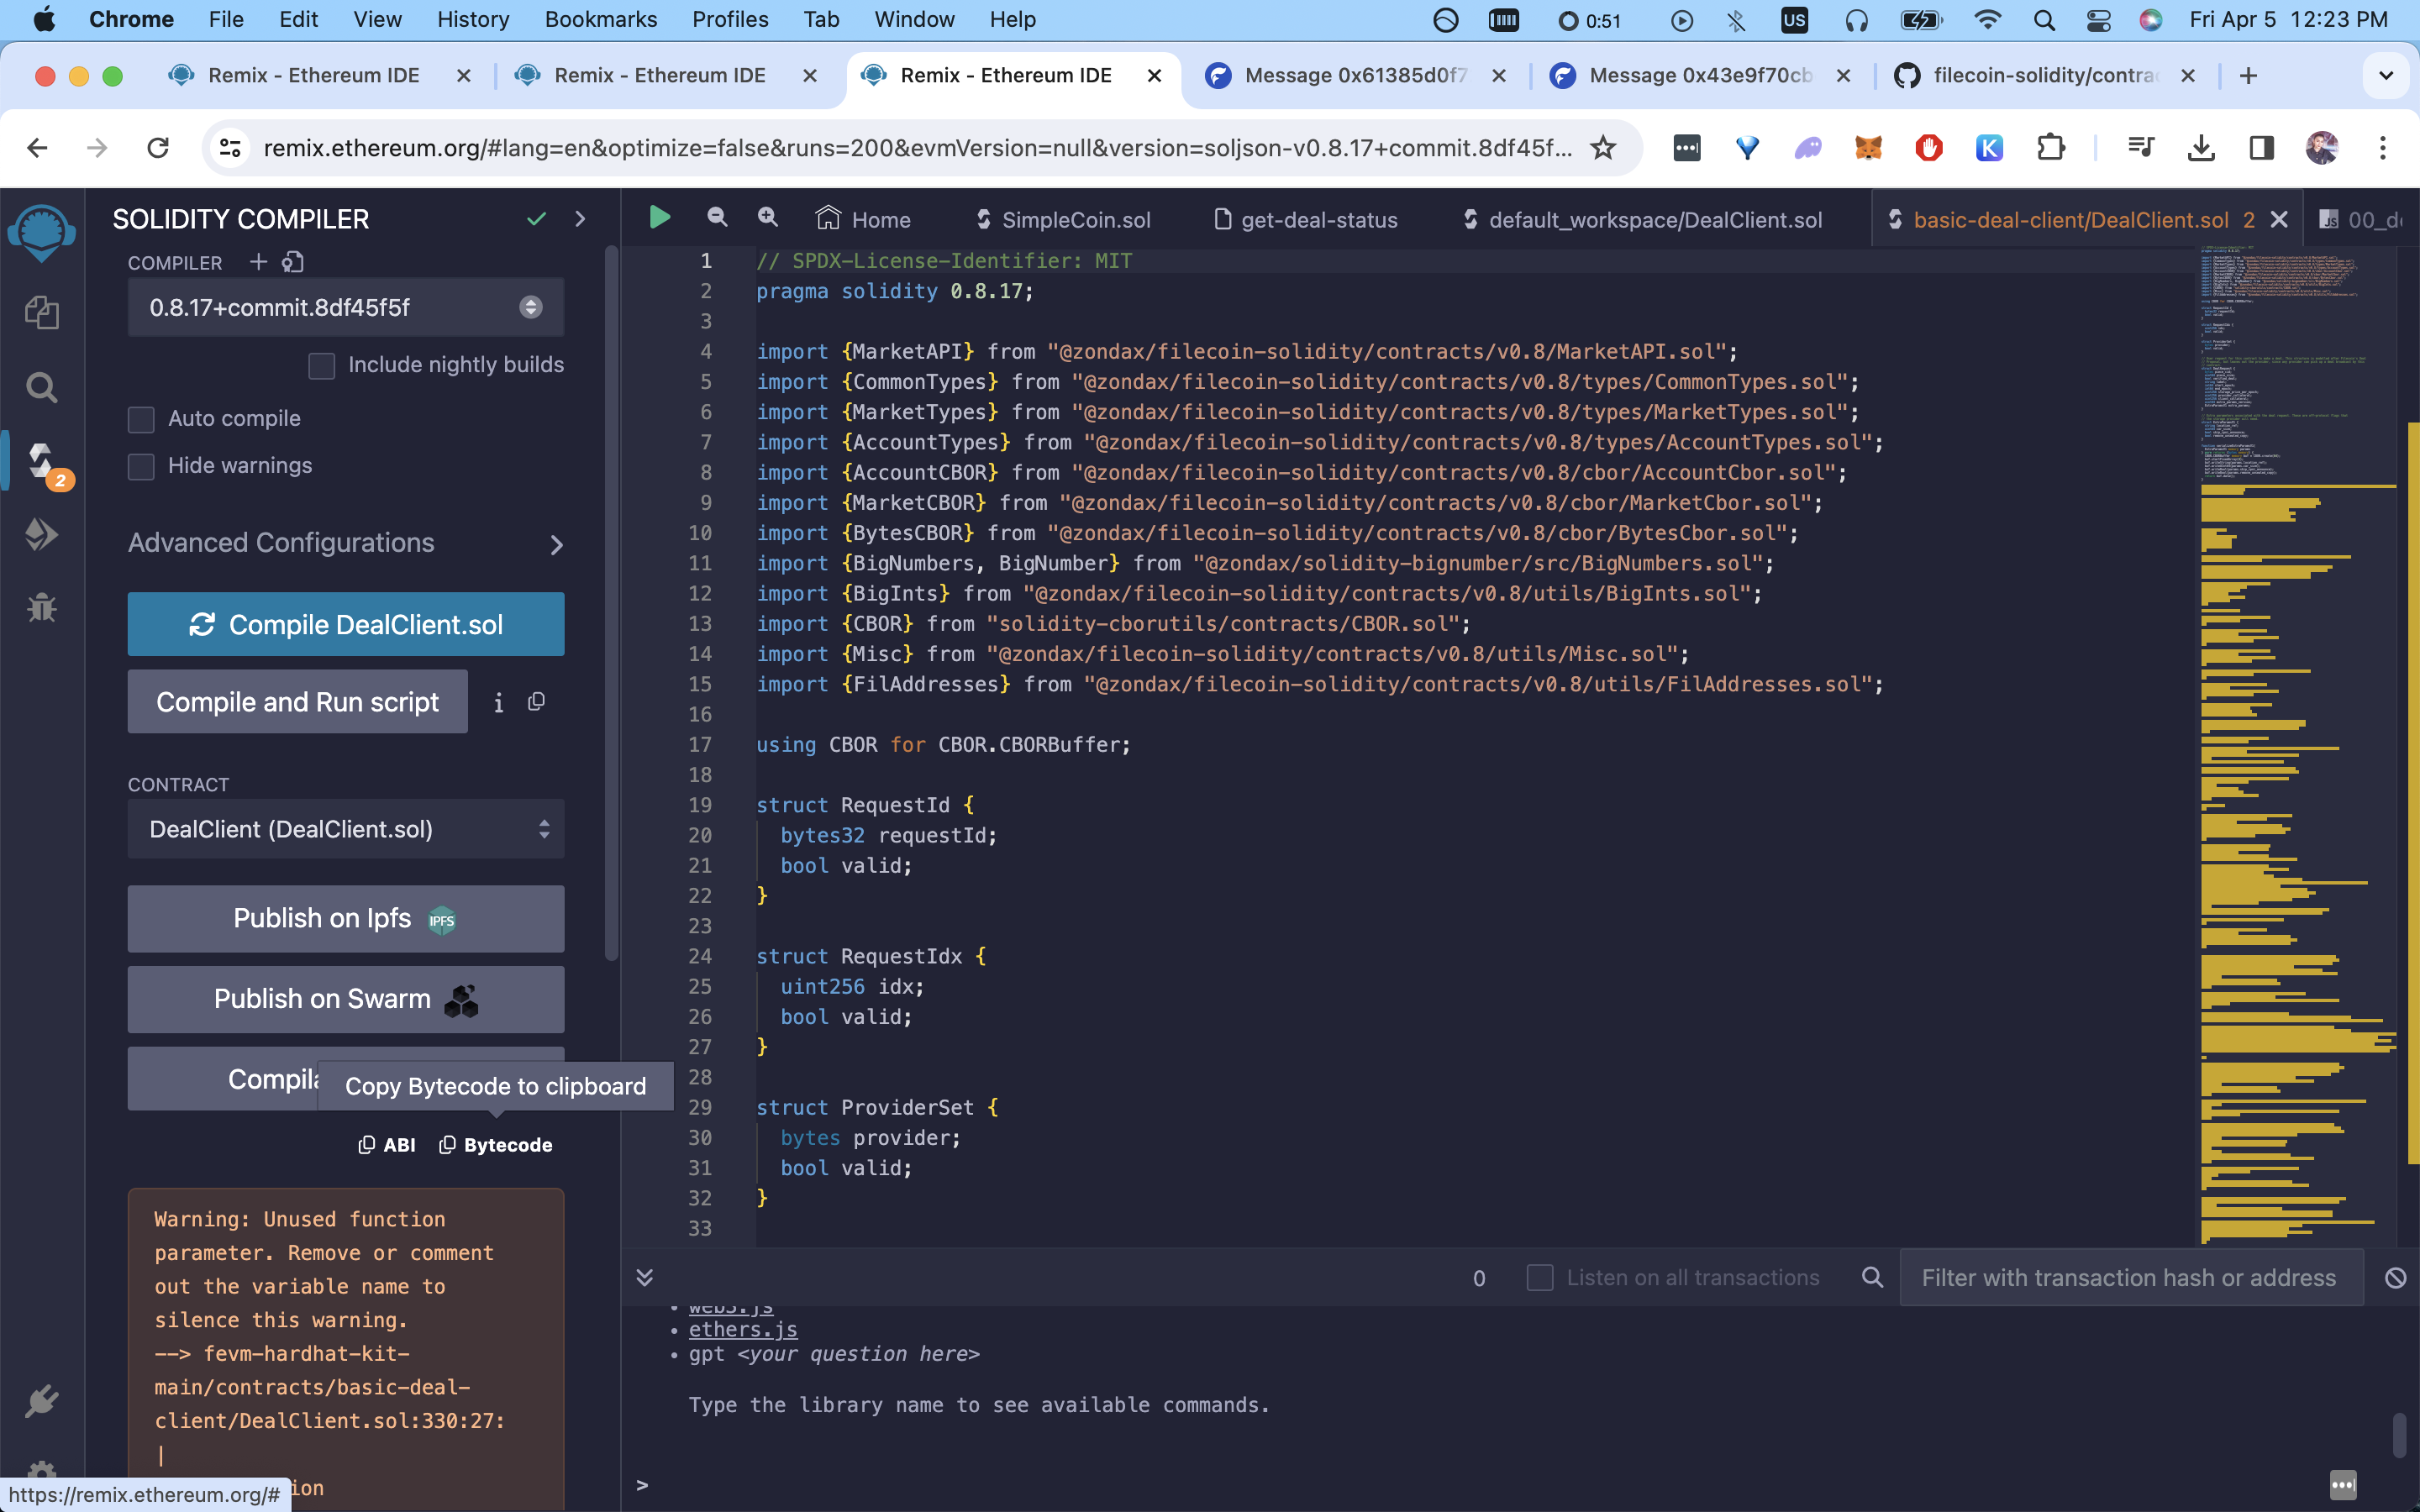 Chrome File Edit View History Bookmarks Profiles Tab Window Help 0:51 US Fri Apr 5 12:23 PM
Remix - Ethereum IDE Remix - Ethereum IDE Remix - Ethereum IDE Message 0x61385d0f7 Message 0x43e9f70cb filecoin-solidity/contra
remix.ethereum.org/#lang=en&optimize=false&runs=200&evmVersion=null&version=soljson-v0.8.17+commit.8df45f...
SOLIDITY COMPILER
COMPILER
0.8.17+commit.8df45f5f
Include nightly builds
Auto compile
Hide warnings
2
Advanced Configurations
Compile DealClient.sol
Compile and Run script
CONTRACT
DealClient (DealClient.sol)
Publish on Ipfs IPFS
Publish on Swarm
Compila
Copy Bytecode to clipboard
ABI Bytecode
Warning: Unused function
parameter. Remove or comment
out the variable name to
silence this warning.
--> fevm-hardhat-kit-
main/contracts/basic-deal-
client/DealClient.sol:330:27:
|
ion
https://remix.ethereum.org/#
Home SimpleCoin.sol get-deal-status default_workspace/DealClient.sol basic-deal-client/DealClient.sol 2 JS 00_de
1 // SPDX-License-Identifier: MIT
2 pragma solidity 0.8.17;
3
4 import {MarketAPI} from "@zondax/filecoin-solidity/contracts/v0.8/MarketAPI.sol";
5 import {CommonTypes} from "@zondax/filecoin-solidity/contracts/v0.8/types/CommonTypes.sol";
6 import {MarketTypes} from "@zondax/filecoin-solidity/contracts/v0.8/types/MarketTypes.sol";
7 import {AccountTypes} from "@zondax/filecoin-solidity/contracts/v0.8/types/AccountTypes.sol";
8 import {AccountCBOR} from "@zondax/filecoin-solidity/contracts/v0.8/cbor/AccountCbor.sol";
9 import {MarketCBOR} from "@zondax/filecoin-solidity/contracts/v0.8/cbor/MarketCbor.sol";
10 import {BytesCBOR} from "@zondax/filecoin-solidity/contracts/v0.8/cbor/BytesCbor.sol";
11 import {BigNumbers, BigNumber} from "@zondax/solidity-bignumber/src/BigNumbers.sol";
12 import {BigInts} from "@zondax/filecoin-solidity/contracts/v0.8/utils/BigInts.sol";
13 import {CBOR} from "solidity-cborutils/contracts/CBOR.sol";
14 import {Misc} from "@zondax/filecoin-solidity/contracts/v0.8/utils/Misc.sol";
15 import {FilAddresses} from "@zondax/filecoin-solidity/contracts/v0.8/utils/FilAddresses.sol";
16
17 using CBOR for CBOR.CBORBuffer;
18
19 struct RequestId {
20 bytes32 requestId;
21 bool valid;
22 }
23
24 struct RequestIdx {
25 uint256 idx;
26 bool valid;
27 }
28
29 struct ProviderSet {
30 bytes provider;
31 bool valid;
32 }
33
0 Listen on all transactions Filter with transaction hash or address
• web3.js
• ethers.js
• gpt <your question here>
Type the library name to see available commands.
>